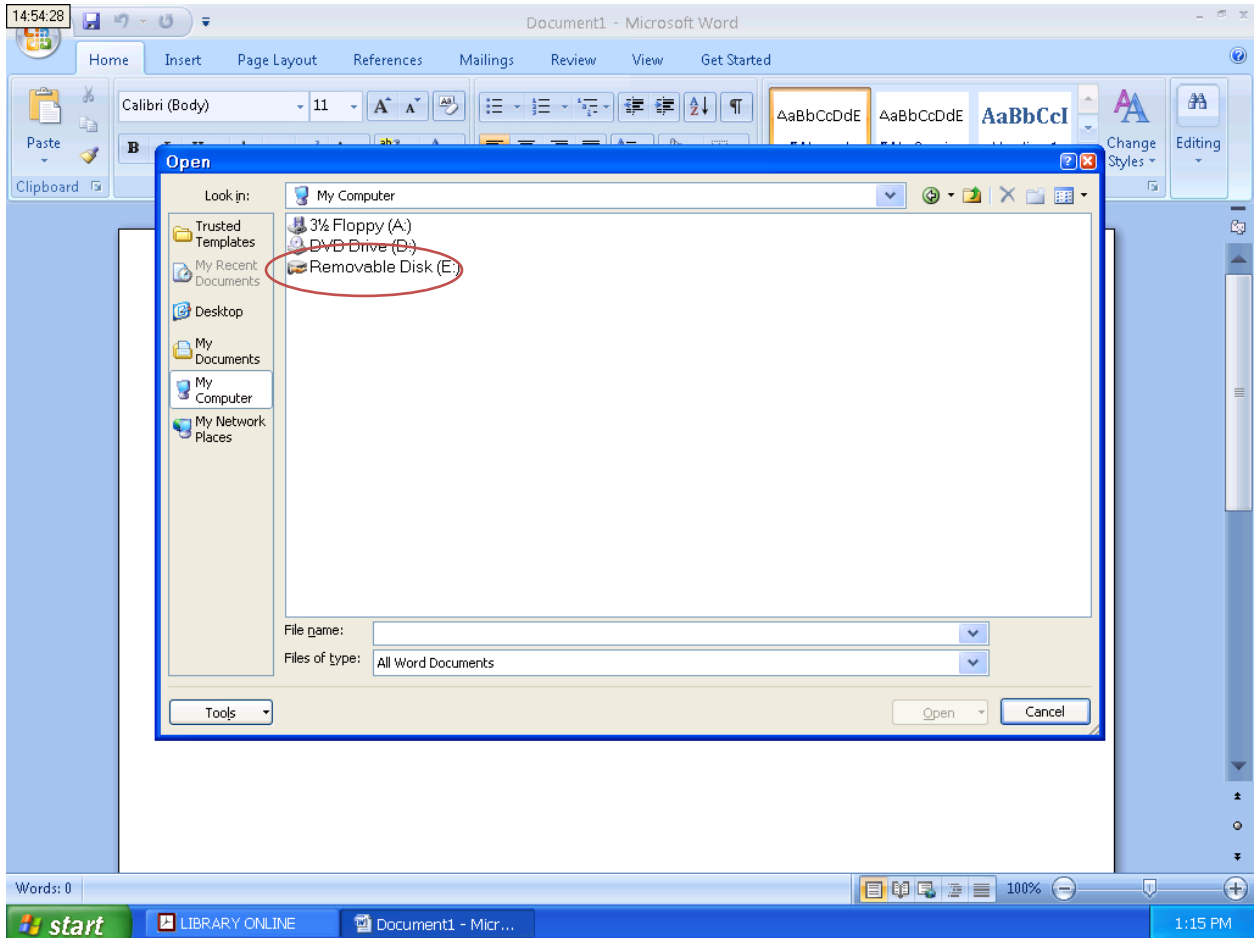 14:54:28
Document1 - Microsoft Word
Home Insert Page Layout References Mailings Review View Get Started
Calibri (Body) 11 AaBbCcDdE AaBbCcDdE AaBbCcI
Paste Change Styles Editing
Clipboard
Open
Look in: My Computer
Trusted Templates
My Recent Documents
Desktop
My Documents
My Computer
My Network Places
3½ Floppy (A:)
DVD Drive (D:)
Removable Disk (E:)
File name:
Files of type: All Word Documents
Tools Open Cancel
Words: 0 100%
start LIBRARY ONLINE Document1 - Micr... 1:15 PM